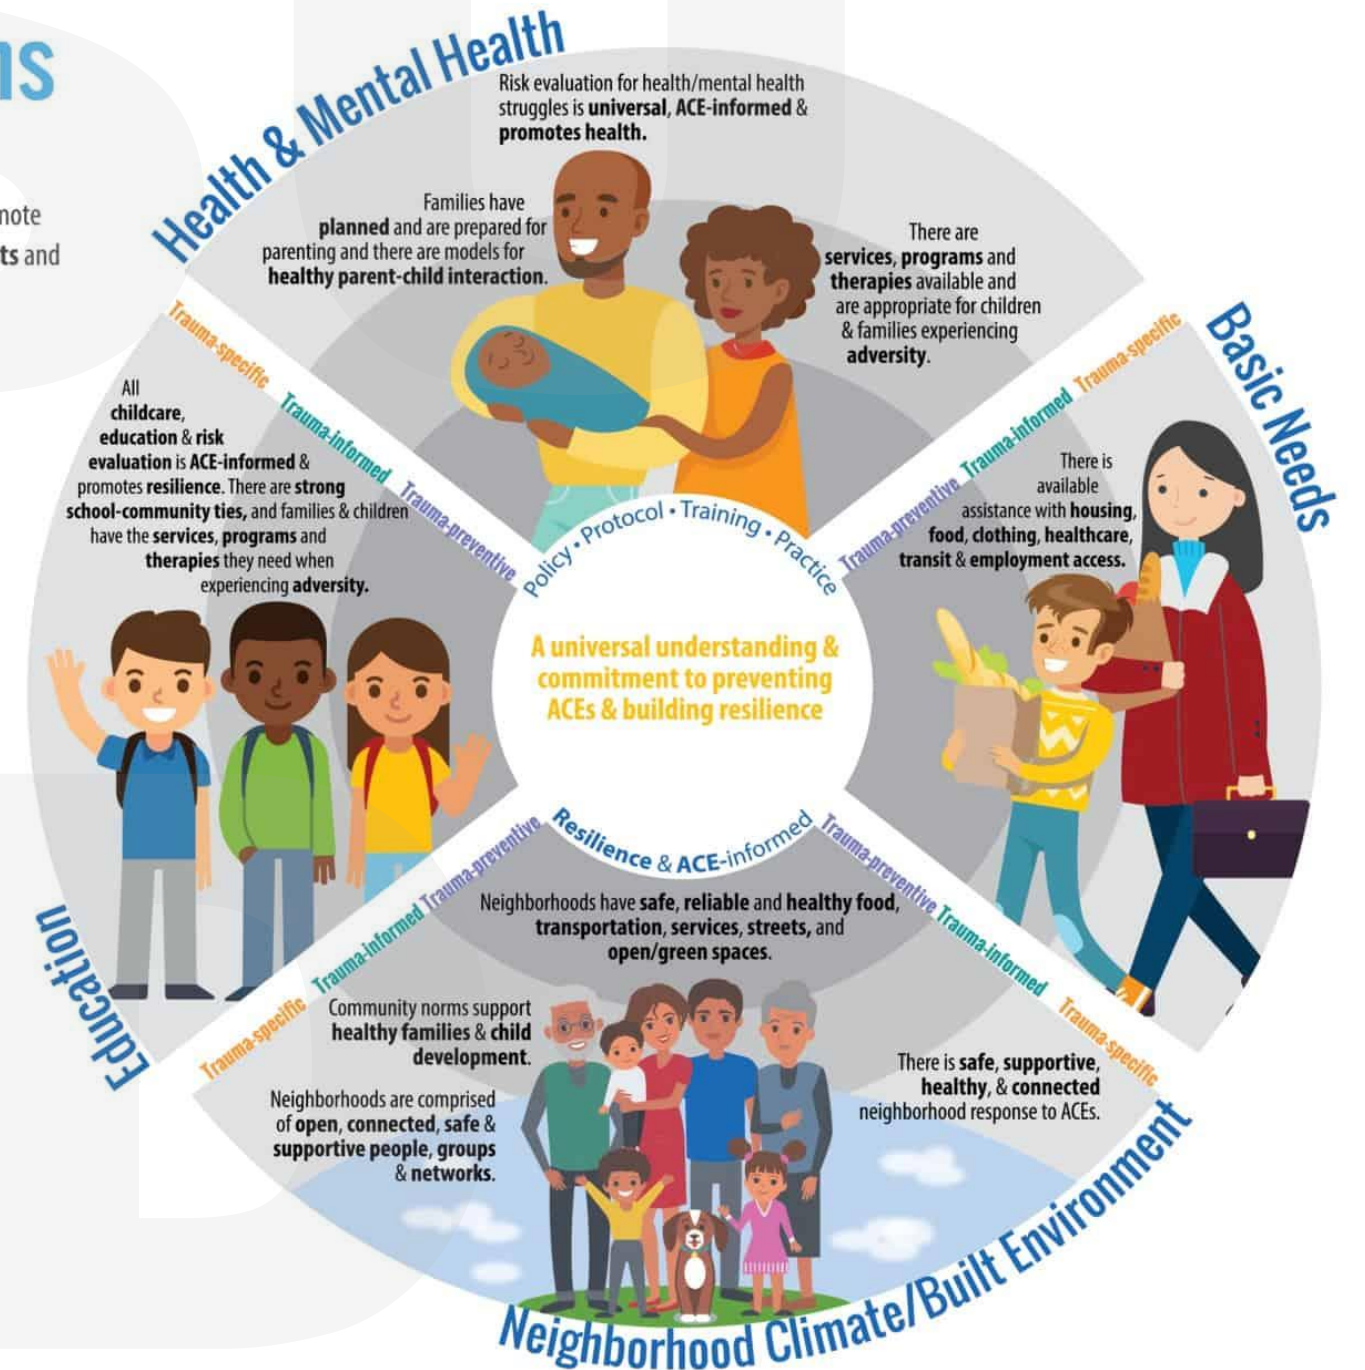 ns
note
ts and
Health & Mental Health
Risk evaluation for health/mental health
struggles is universal, ACE-informed &
promotes health.
Families have
planned and are prepared for
parenting and there are models for
healthy parent-child interaction.
There are
services, programs and
therapies available and
are appropriate for children
& families experiencing
adversity.
Basic Needs
Trauma-specific
Trauma-informed
Trauma-preventive
There is
available
assistance with housing,
food, clothing, healthcare,
transit & employment access.
Trauma-specific
Trauma-informed
Trauma-preventive
All
childcare,
education & risk
evaluation is ACE-informed &
promotes resilience. There are strong
school-community ties, and families & children
have the services, programs and
therapies they need when
experiencing adversity.
Policy • Protocol • Training • Practice
A universal understanding &
commitment to preventing
ACEs & building resilience
Resilience & ACE-informed
Education
Trauma-specific
Trauma-informed
Trauma-preventive
Trauma-preventive
Trauma-informed
Trauma-specific
Neighborhoods have safe, reliable and healthy food,
transportation, services, streets, and
open/green spaces.
Community norms support
healthy families & child
development.
Neighborhoods are comprised
of open, connected, safe &
supportive people, groups
& networks.
There is safe, supportive,
healthy, & connected
neighborhood response to ACEs.
Neighborhood Climate/Built Environment